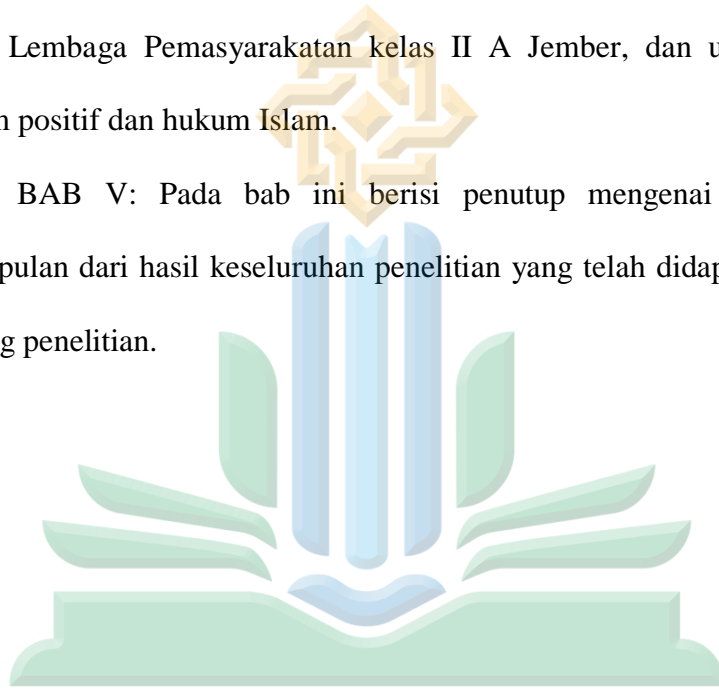 Lembaga Pemasyarakatan kelas II A Jember, dan u
positif dan hukum Islam.
BAB V: Pada bab ini berisi penutup mengenai
pulan dari hasil keseluruhan penelitian yang telah didap
g penelitian.